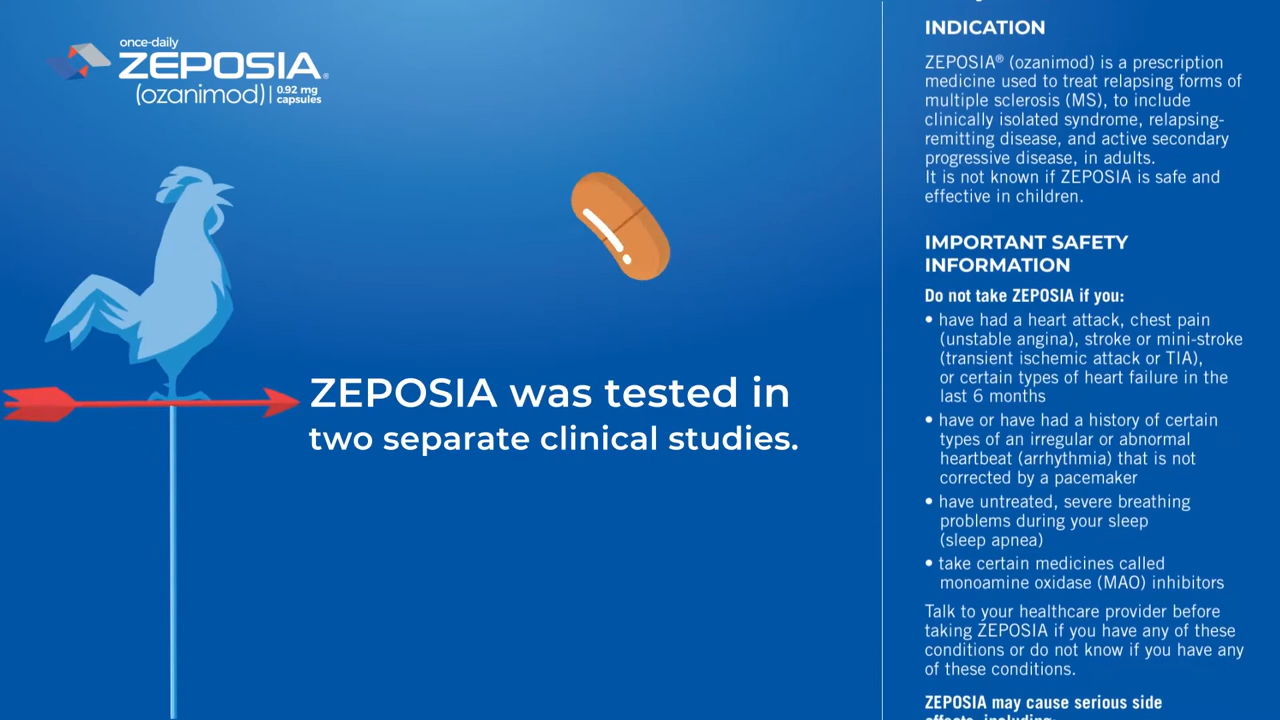 once-daily
ZEPOSIA®
(ozanimod) | 0.92 mg capsules
ZEPOSIA was tested in
two separate clinical studies.
INDICATION
ZEPOSIA® (ozanimod) is a prescription
medicine used to treat relapsing forms of
multiple sclerosis (MS), to include
clinically isolated syndrome, relapsing-
remitting disease, and active secondary
progressive disease, in adults.
It is not known if ZEPOSIA is safe and
effective in children.
IMPORTANT SAFETY
INFORMATION
Do not take ZEPOSIA if you:
• have had a heart attack, chest pain
(unstable angina), stroke or mini-stroke
(transient ischemic attack or TIA),
or certain types of heart failure in the
last 6 months
• have or have had a history of certain
types of an irregular or abnormal
heartbeat (arrhythmia) that is not
corrected by a pacemaker
• have untreated, severe breathing
problems during your sleep
(sleep apnea)
• take certain medicines called
monoamine oxidase (MAO) inhibitors
Talk to your healthcare provider before
taking ZEPOSIA if you have any of these
conditions or do not know if you have any
of these conditions.
ZEPOSIA may cause serious side
effects, including: